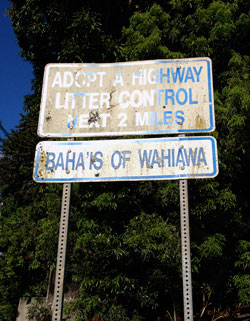 ADOPT A HIGHWAY
LITTER CONTROL
NEXT 2 MILES
BAHA'IS OF WAHIAWA